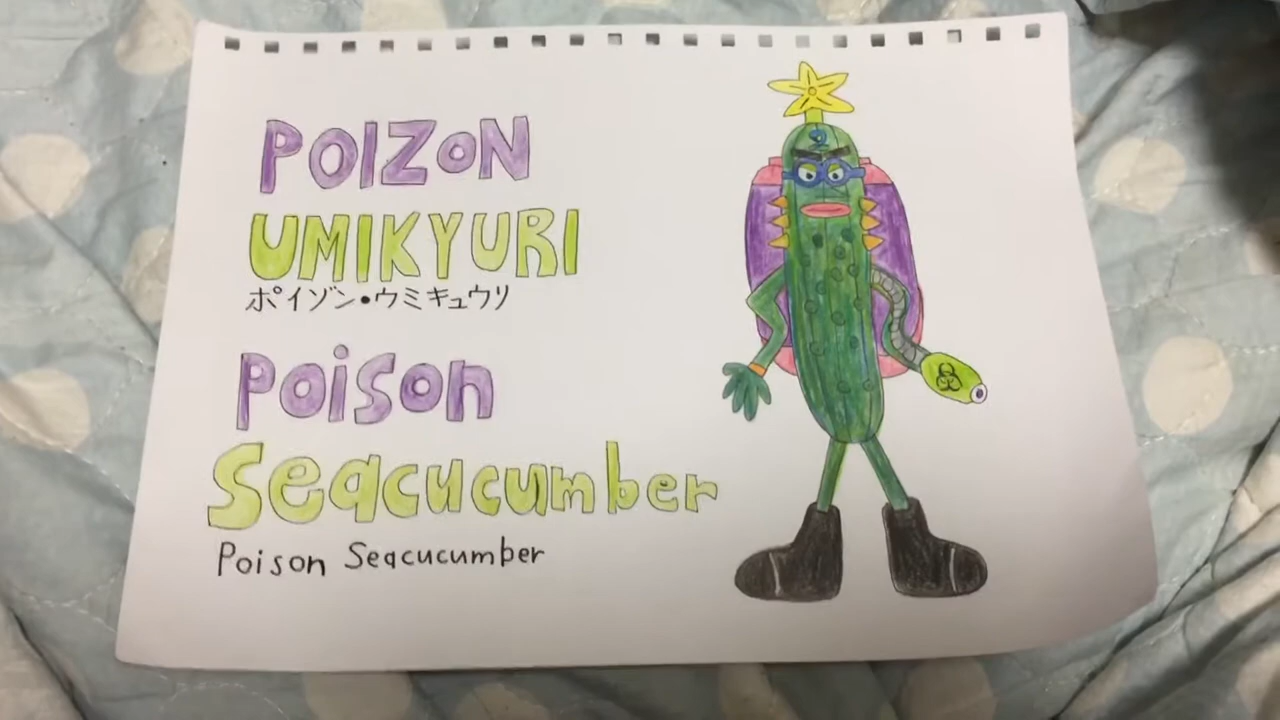 POIZON
UMIKYURI
ポイゾン・ウミキュウリ
Poison
Seacucumber
Poison Seacucumber